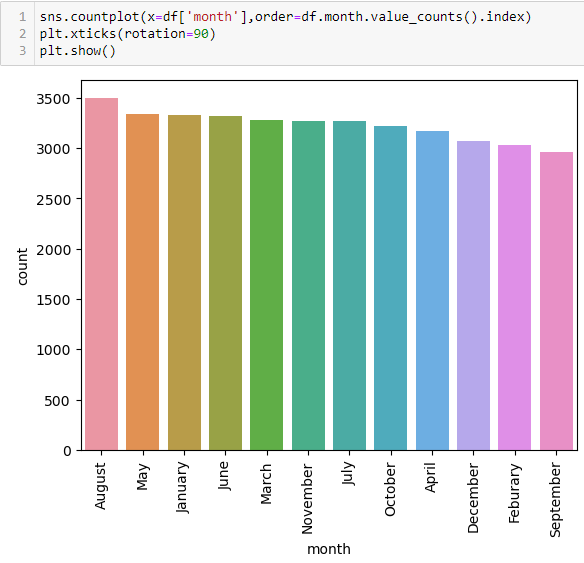 1 sns.countplot(x=df['month'],order=df.month.value_counts().index)
2 plt.xticks(rotation=90)
3 plt.show()
3500
3000
2500
2000
1500
1000
500
0
count
August
May
January
June
March
November
July
October
April
December
Feburary
September
month